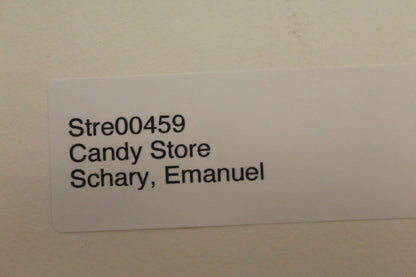 Stre00459
Candy Store
Schary, Emanuel